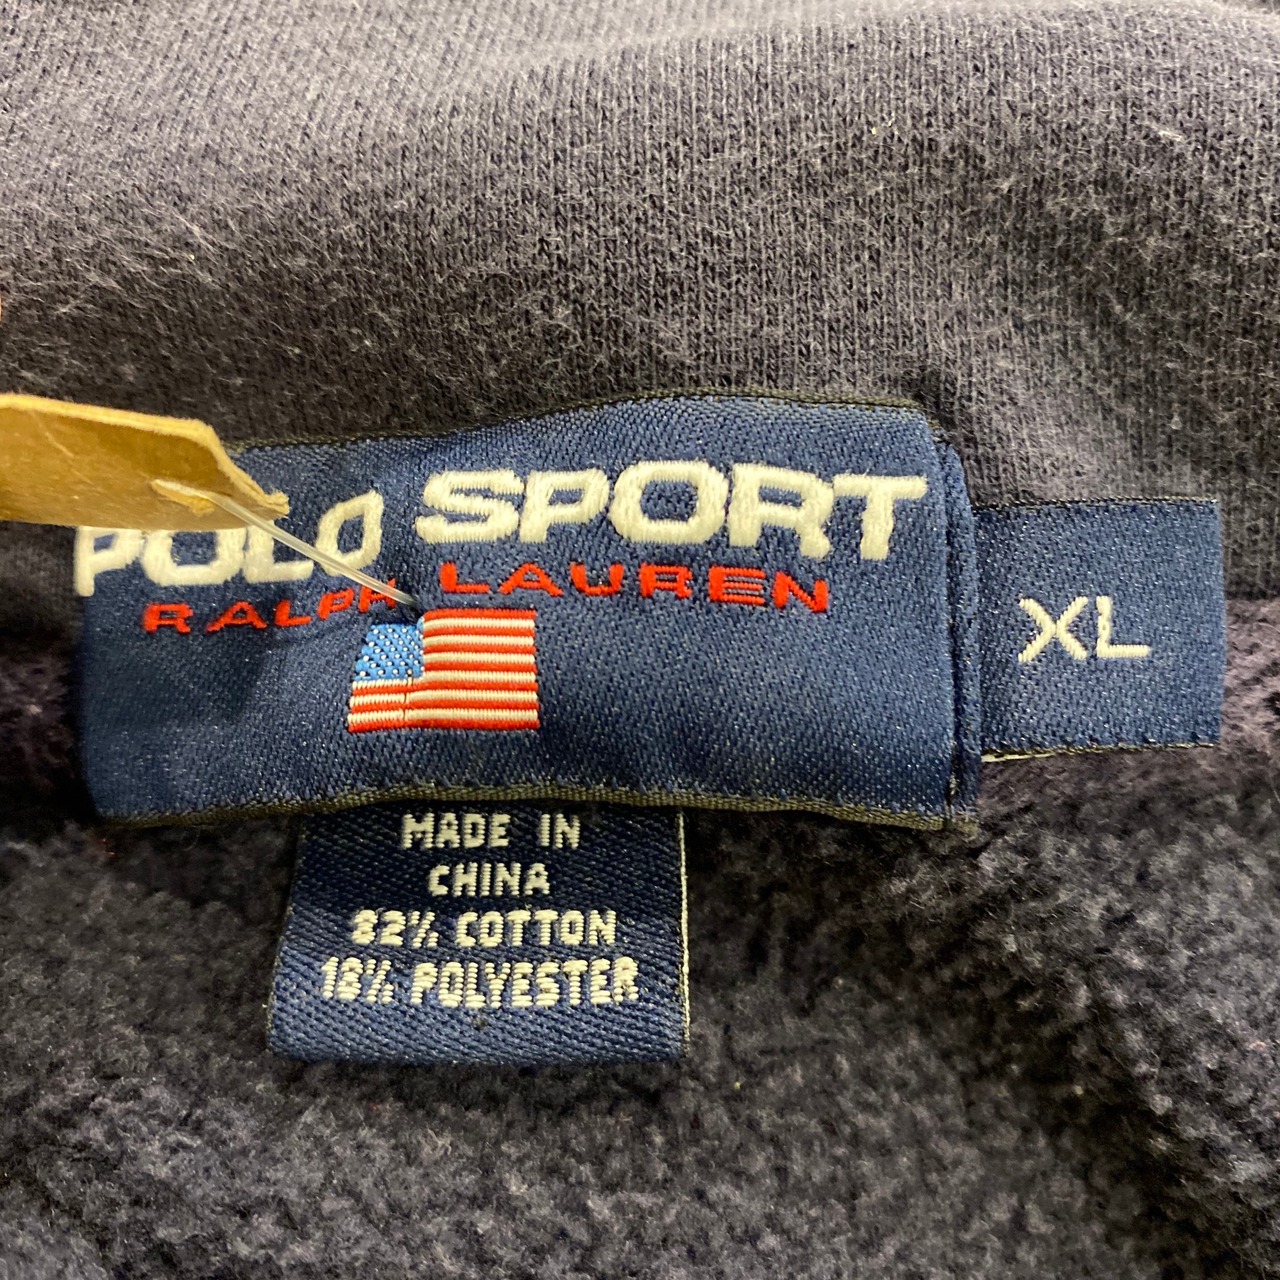 POLO SPORT
RALPH LAUREN
XL
MADE IN
CHINA
82% COTTON
18% POLYESTER